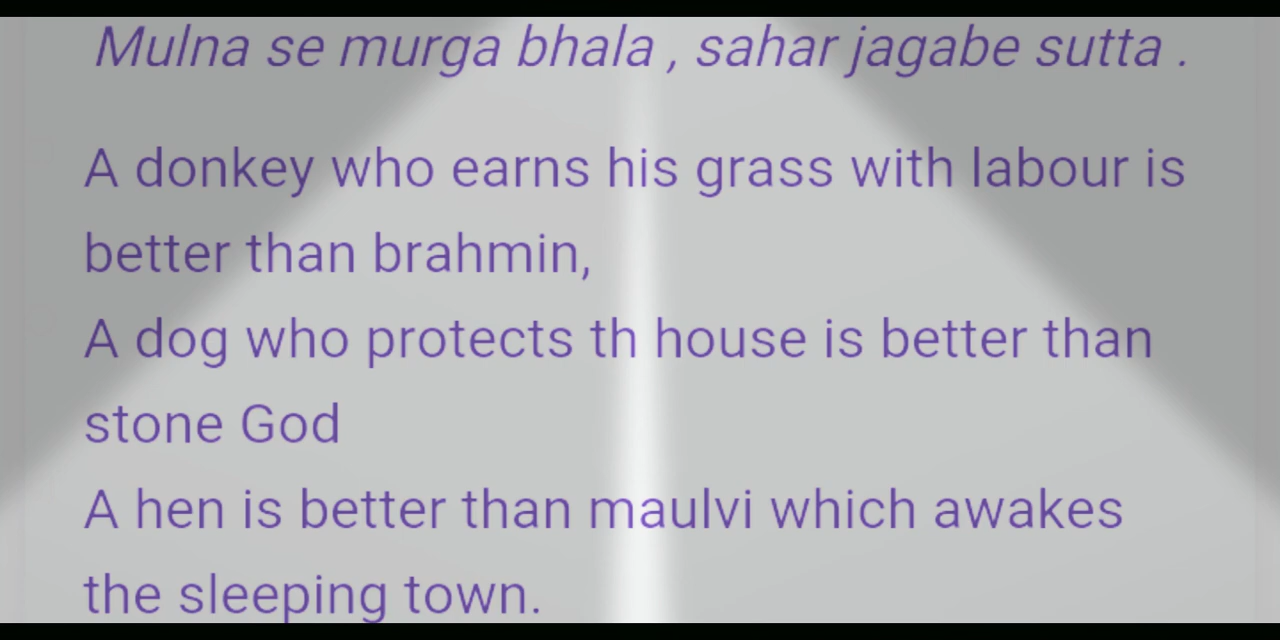 Mulna se murga bhala , sahar jagabe sutta .
A donkey who earns his grass with labour is
better than brahmin,
A dog who protects th house is better than
stone God
A hen is better than maulvi which awakes
the sleeping town.